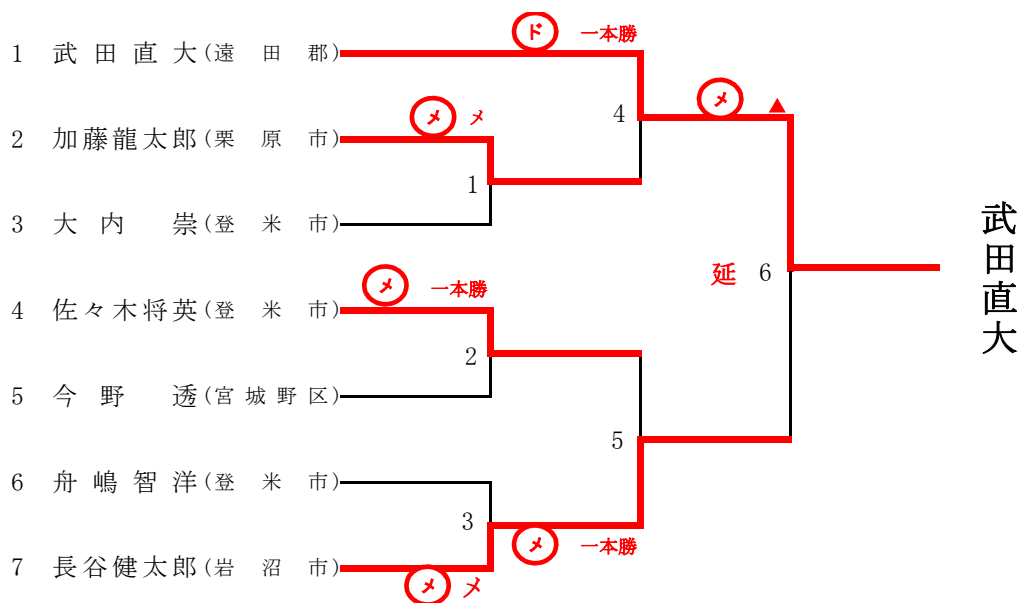 ド 一本勝
1 武田直大(遠田郡)
メ ▲
4
メ メ
2 加藤龍太郎(栗原市)
1
3 大内 崇(登米市)
武田直大
延 6
メ 一本勝
4 佐々木将英(登米市)
2
5 今野 透(宮城野区)
5
6 舟嶋智洋(登米市)
3
メ 一本勝
7 長谷健太郎(岩沼市)
メ メ